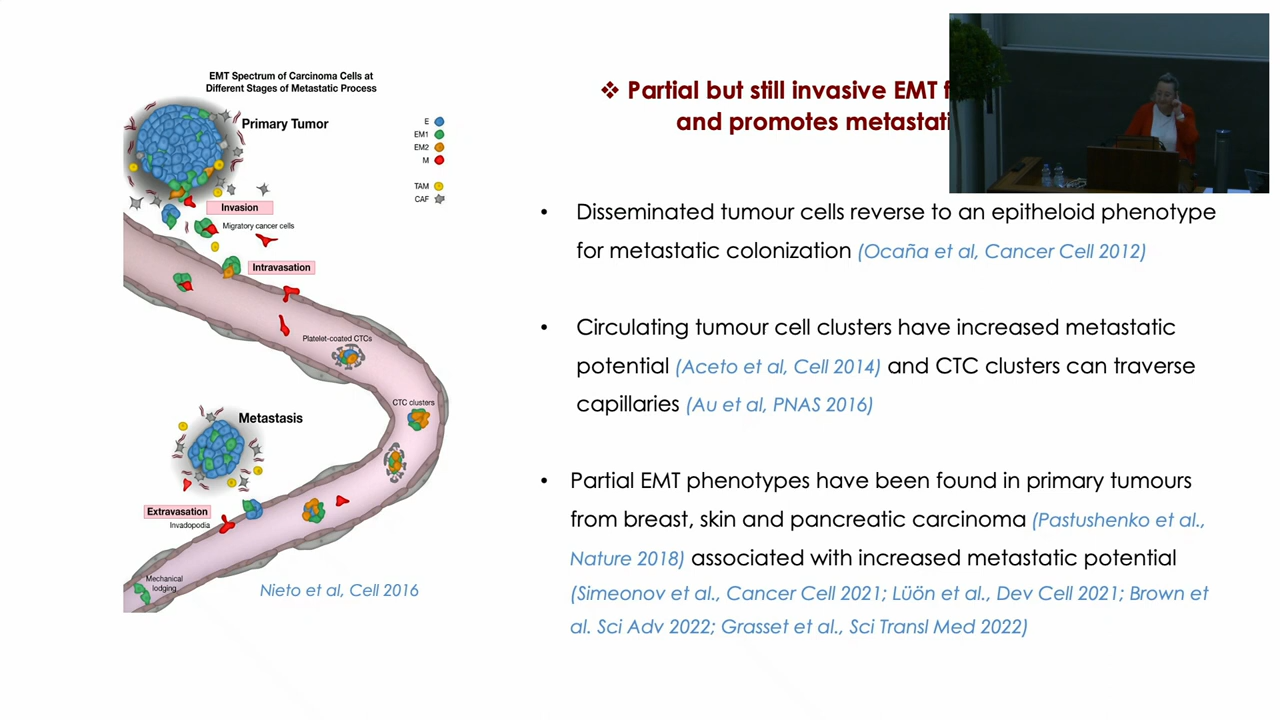 EMT Spectrum of Carcinoma Cells at
Different Stages of Metastatic Process
Primary Tumor
E
EM1
EM2
M
TAM
CAF
Invasion
Migratory cancer cells
Intravasation
Platelet-coated CTCs
CTC clusters
Metastasis
Extravasation
Invadopodia
Mechanical
lodging
Nieto et al, Cell 2016
❖ Partial but still invasive EMT
and promotes
• Disseminated tumour cells reverse to an epitheloid phenotype
for metastatic colonization (Ocaña et al, Cancer Cell 2012)
• Circulating tumour cell clusters have increased metastatic
potential (Aceto et al, Cell 2014) and CTC clusters can traverse
capillaries (Au et al, PNAS 2016)
• Partial EMT phenotypes have been found in primary tumours
from breast, skin and pancreatic carcinoma (Pastushenko et al.,
Nature 2018) associated with increased metastatic potential
(Simeonov et al., Cancer Cell 2021; Lüön et al., Dev Cell 2021; Brown et
al. Sci Adv 2022; Grasset et al., Sci Transl Med 2022)